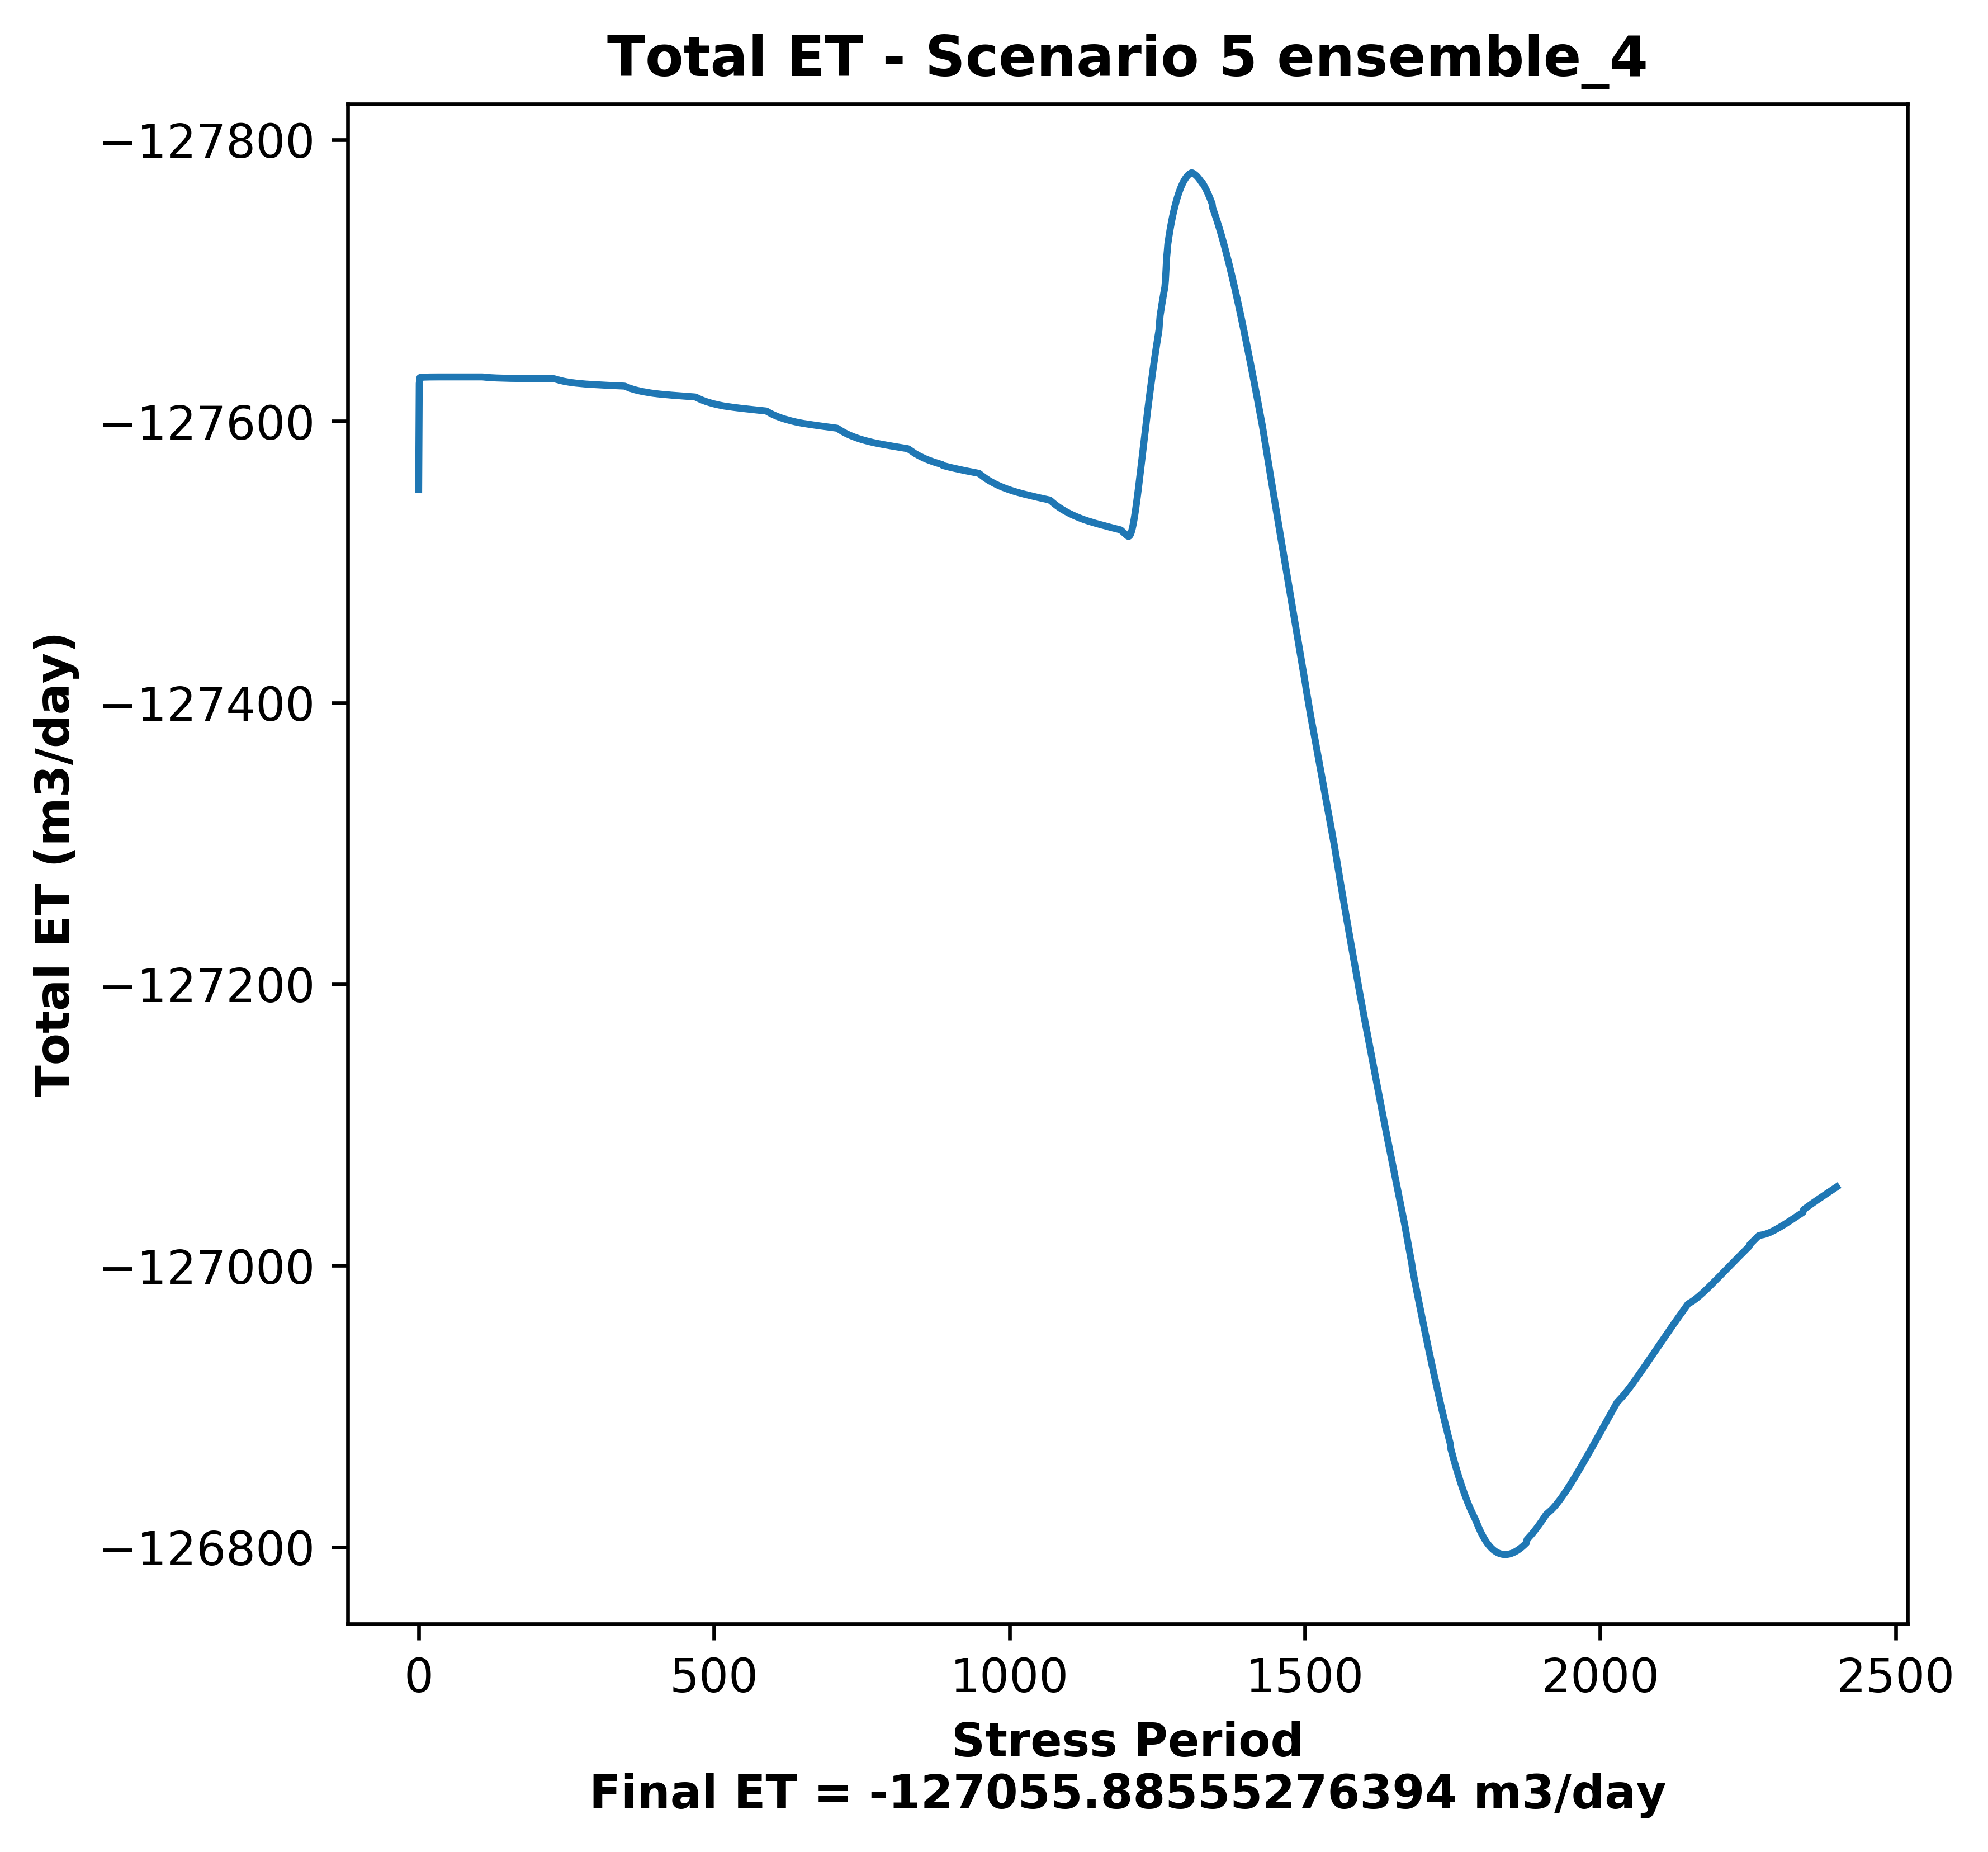 Total ET - Scenario 5 ensemble_4
Total ET (m3/day)
−127800
−127600
−127400
−127200
−127000
−126800
0 500 1000 1500 2000 2500
Stress Period
Final ET = -127055.88555276394 m3/day